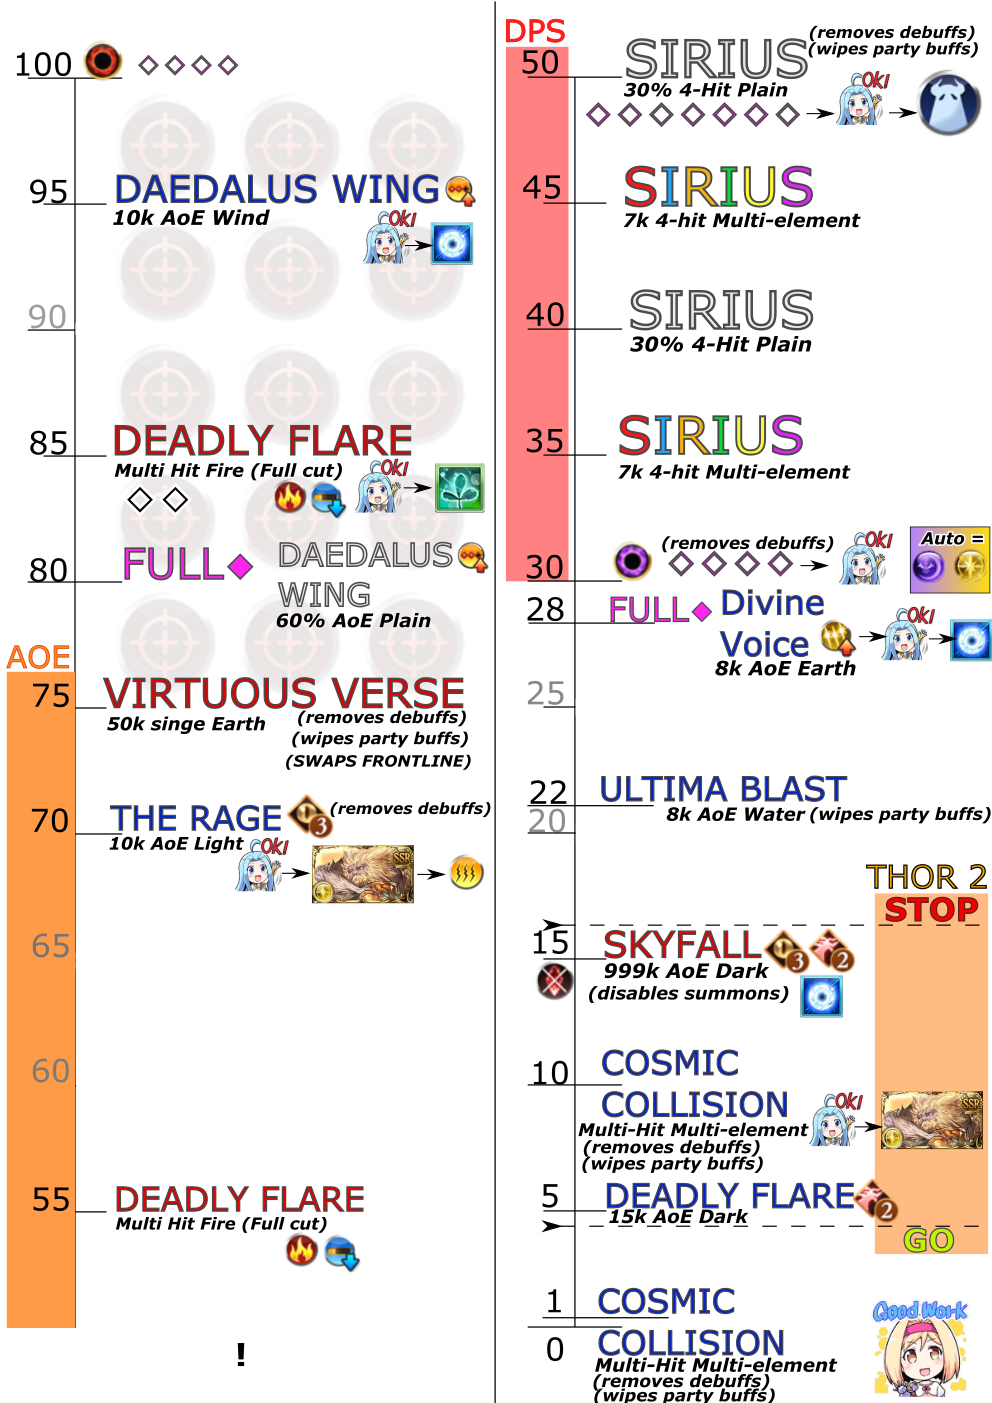 100
95
DAEDALUS WING
10k AoE Wind
Ok!
90
85
DEADLY FLARE
Multi Hit Fire (Full cut)
Ok!
80
FULL
DAEDALUS
WING
60% AoE Plain
AOE
75
VIRTUOUS VERSE
50k singe Earth
(removes debuffs)
(wipes party buffs)
(SWAPS FRONTLINE)
70
THE RAGE
3
(removes debuffs)
10k AoE Light
Ok!
SSR
65
60
55
DEADLY FLARE
Multi Hit Fire (Full cut)
!
DPS
50
SIRIUS
(removes debuffs)
(wipes party buffs)
30% 4-Hit Plain
Ok!
45
SIRIUS
7k 4-hit Multi-element
40
SIRIUS
30% 4-Hit Plain
35
SIRIUS
7k 4-hit Multi-element
30
(removes debuffs)
Ok!
Auto =
28
FULL
Divine
Voice
8k AoE Earth
Ok!
25
22
ULTIMA BLAST
8k AoE Water (wipes party buffs)
20
THOR 2
STOP
15
SKYFALL
3
2
999k AoE Dark
(disables summons)
10
COSMIC
COLLISION
Multi-Hit Multi-element
(removes debuffs)
(wipes party buffs)
Ok!
SSR
5
DEADLY FLARE
2
15k AoE Dark
GO
1
COSMIC
0
COLLISION
Multi-Hit Multi-element
(removes debuffs)
(wipes party buffs)
Good Work